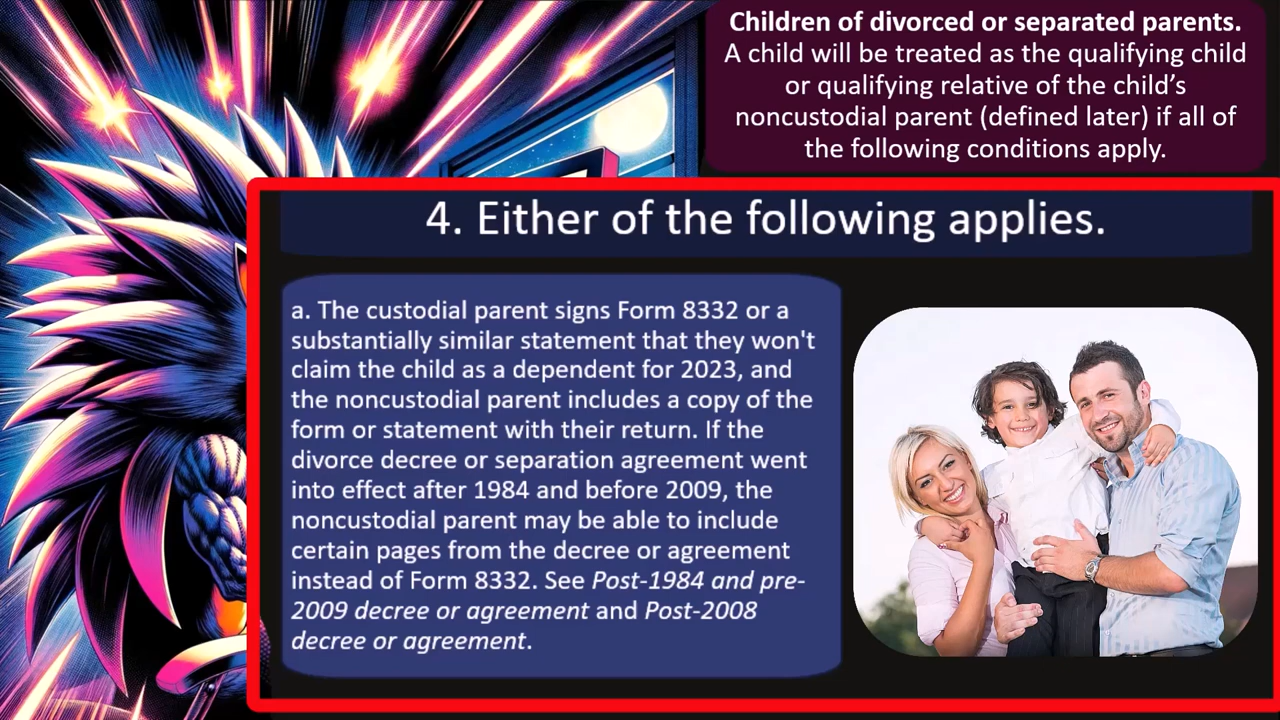 Children of divorced or separated parents.
A child will be treated as the qualifying child
or qualifying relative of the child’s
noncustodial parent (defined later) if all of
the following conditions apply.
4. Either of the following applies.
a. The custodial parent signs Form 8332 or a
substantially similar statement that they won't
claim the child as a dependent for 2023, and
the noncustodial parent includes a copy of the
form or statement with their return. If the
divorce decree or separation agreement went
into effect after 1984 and before 2009, the
noncustodial parent may be able to include
certain pages from the decree or agreement
instead of Form 8332. See Post-1984 and pre-
2009 decree or agreement and Post-2008
decree or agreement.